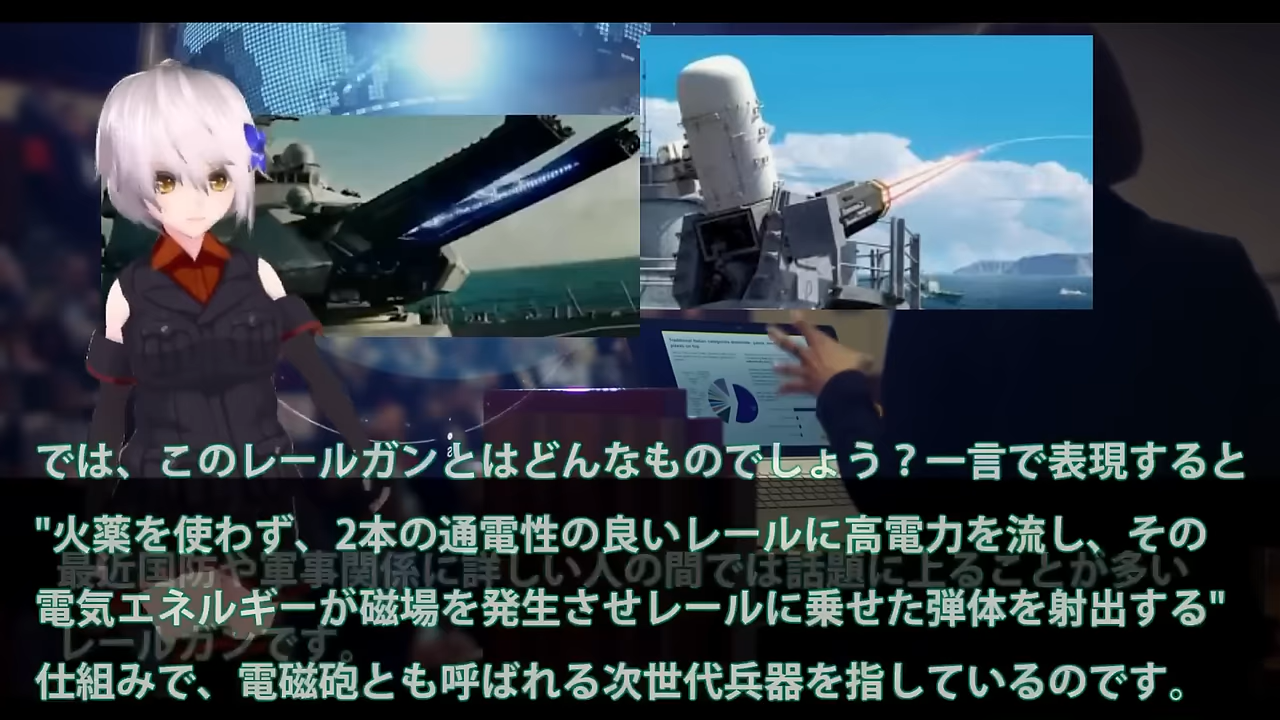 では、このレールガンとはどんなものでしょう？一言で表現すると
"火薬を使わず、2本の通電性の良いレールに高電力を流し、その
最近国防や軍事関係に詳しい人の間では話題に上ることが多い
電気エネルギーが磁場を発生させレールに乗せた弾体を射出する"
レールガンです。
仕組みで、電磁砲とも呼ばれる次世代兵器を指しているのです。